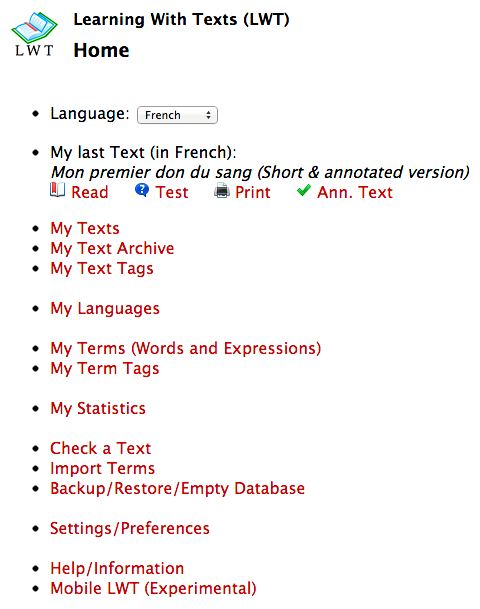 Learning With Texts (LWT)
LWT
Home
Language: French
My last Text (in French):
Mon premier don du sang (Short & annotated version)
Read Test Print Ann. Text
My Texts
My Text Archive
My Text Tags
My Languages
My Terms (Words and Expressions)
My Term Tags
My Statistics
Check a Text
Import Terms
Backup/Restore/Empty Database
Settings/Preferences
Help/Information
Mobile LWT (Experimental)